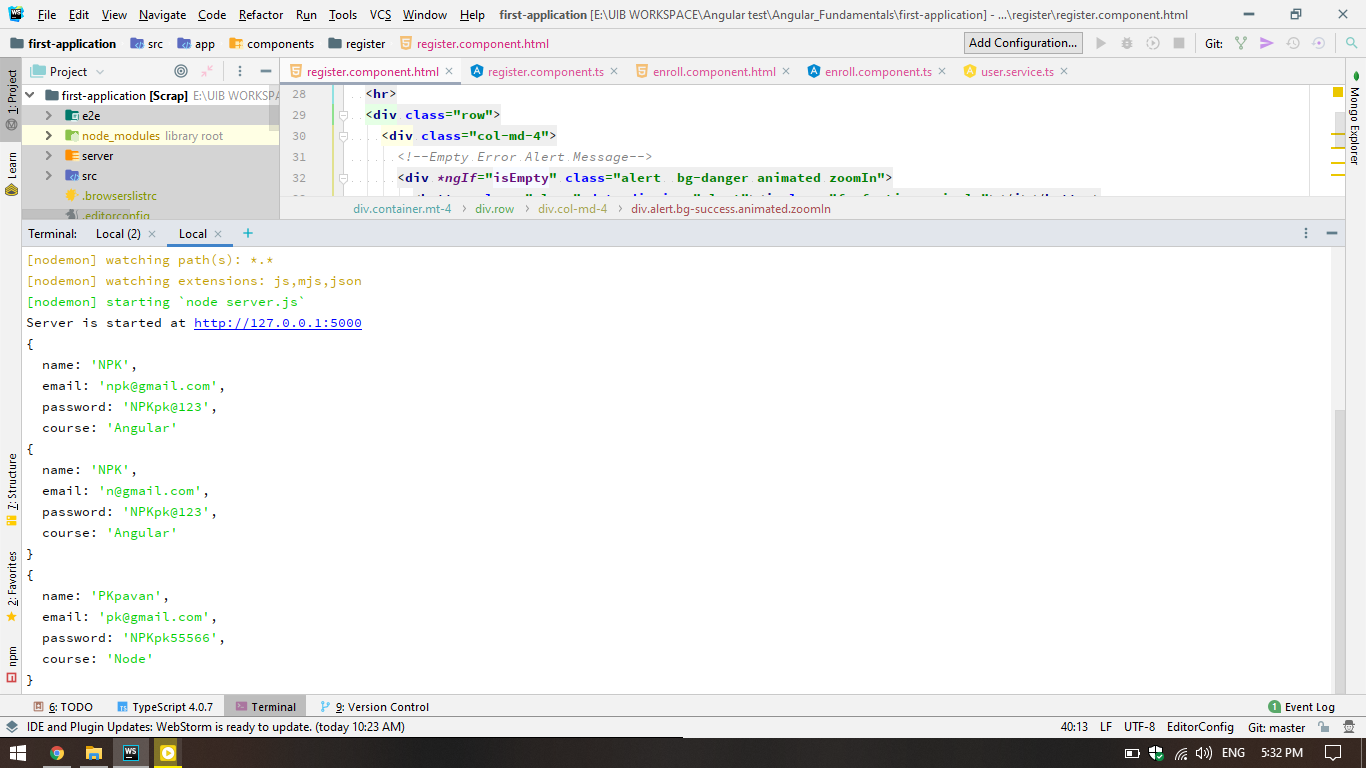 File Edit View Navigate Code Refactor Run Tools VCS Window Help first-application [E:\UIB WORKSPACE\Angular test\Angular_Fundamentals\first-application] - ...\register\register.component.html
first-application src app components register register.component.html Add Configuration... Git:
Project register.component.html register.component.ts enroll.component.html enroll.component.ts user.service.ts
1: Project
Learn
7: Structure
2: Favorites
npm
Mongo Explorer
first-application [Scrap] E:\UIB WORKSPA
e2e
node_modules library root
server
src
.browserslistrc
.editorconfig
28 <hr>
29 <div class="row">
30 <div class="col-md-4">
31 <!--Empty Error Alert Message-->
32 <div *ngIf="isEmpty" class="alert bg-danger animated zoomIn">
div.container.mt-4 div.row div.col-md-4 div.alert.bg-success.animated.zoomIn
Terminal: Local (2) Local
[nodemon] watching path(s): *.*
[nodemon] watching extensions: js,mjs,json
[nodemon] starting `node server.js`
Server is started at http://127.0.0.1:5000
{
name: 'NPK',
email: 'npk@gmail.com',
password: 'NPKpk@123',
course: 'Angular'
{
name: 'NPK',
email: 'n@gmail.com',
password: 'NPKpk@123',
course: 'Angular'
}
{
name: 'PKpavan',
email: 'pk@gmail.com',
password: 'NPKpk55566',
course: 'Node'
}
6: TODO TypeScript 4.0.7 Terminal 9: Version Control 1 Event Log
IDE and Plugin Updates: WebStorm is ready to update. (today 10:23 AM) 40:13 LF UTF-8 EditorConfig Git: master
WS ENG 5:32 PM